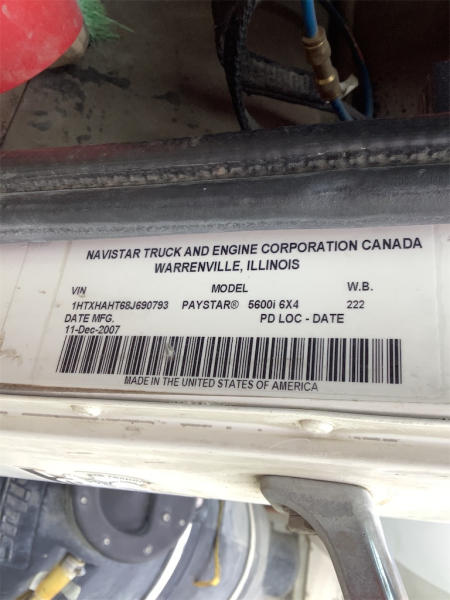 NAVISTAR TRUCK AND ENGINE CORPORATION CANADA
WARRENVILLE, ILLINOIS
VIN MODEL W.B.
1HTXHAHT68J690793 PAYSTAR® 5600i 6X4 222
DATE MFG. PD LOC - DATE
11-Dec-2007
MADE IN THE UNITED STATES OF AMERICA